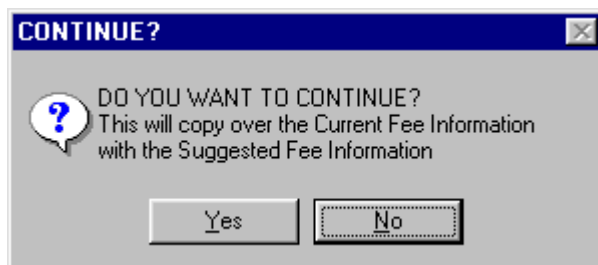 CONTINUE?
?
DO YOU WANT TO CONTINUE?
This will copy over the Current Fee Information
with the Suggested Fee Information
Yes
No